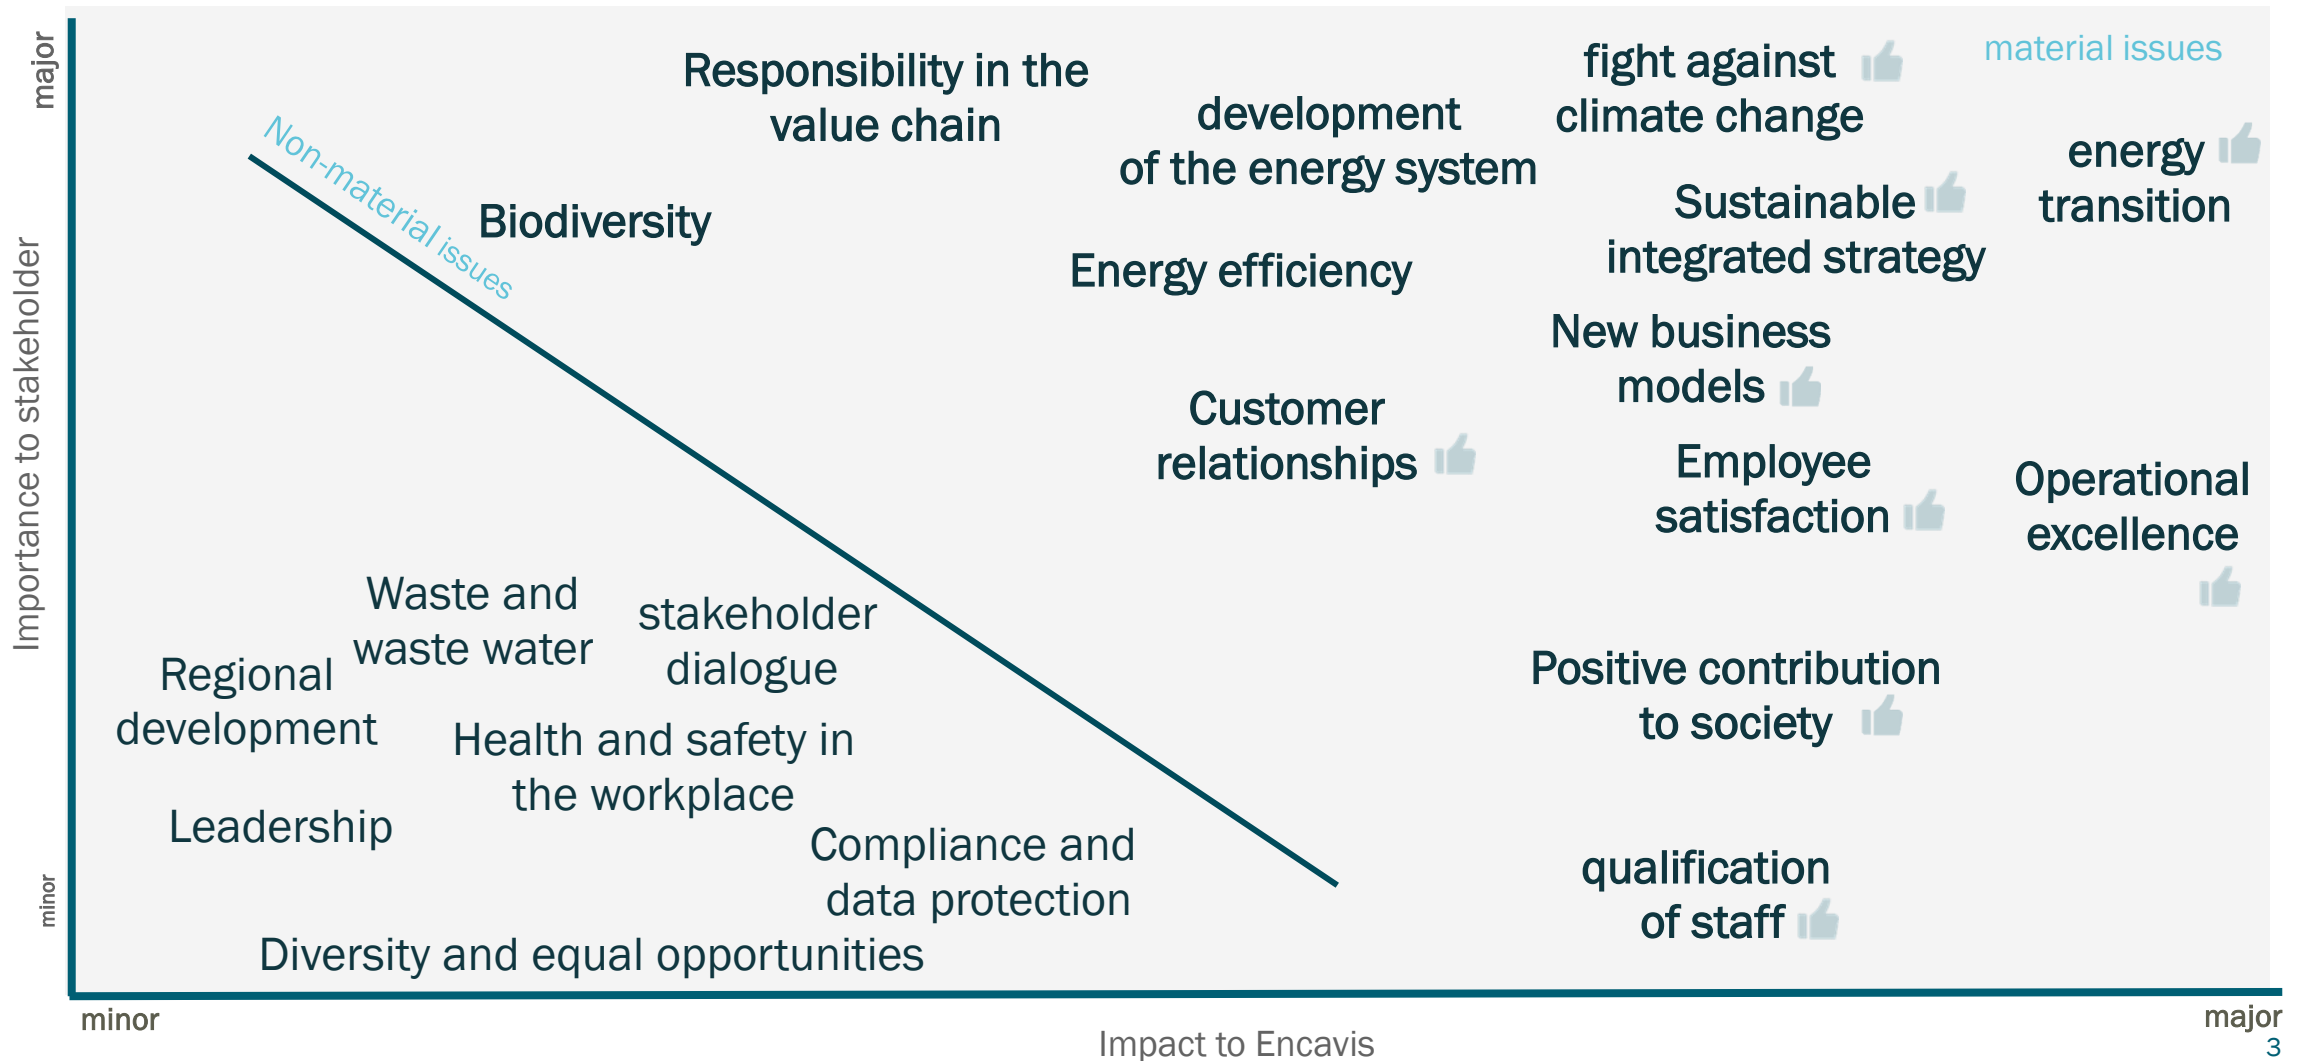 major
Importance to stakeholder
minor
Non-material issues
material issues
Responsibility in the
value chain
development
of the energy system
fight against
climate change
energy
transition
Biodiversity
Sustainable
integrated strategy
Energy efficiency
New business
models
Customer
relationships
Employee
satisfaction
Operational
excellence
Waste and
waste water
stakeholder
dialogue
Regional
development
Positive contribution
to society
Health and safety in
the workplace
Leadership
Compliance and
data protection
qualification
of staff
Diversity and equal opportunities
minor
Impact to Encavis
major
3